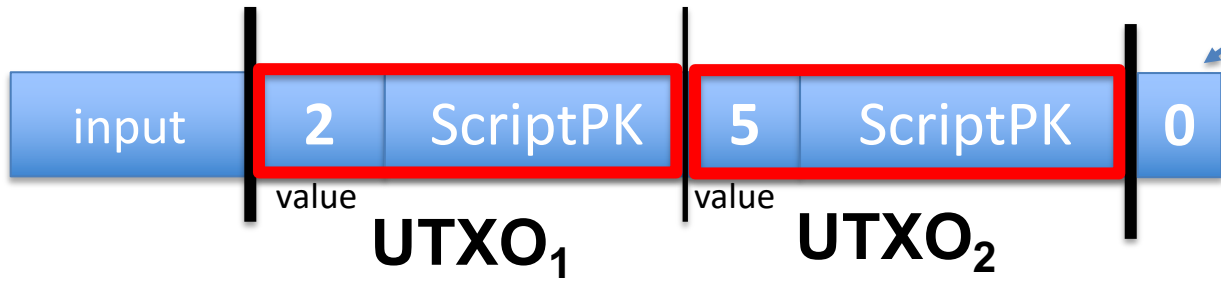 input 2 ScriptPK 5 ScriptPK 0
value value
UTXO₁ UTXO₂